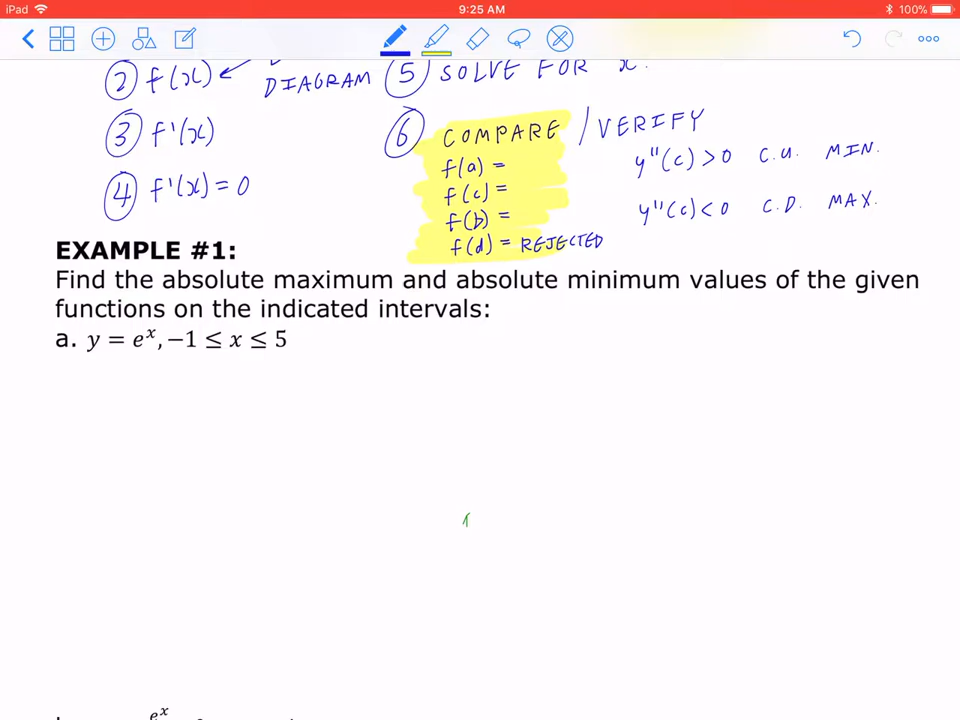 iPad 9:25 AM 100%
② f(x) ← DIAGRAM ⑤ SOLVE FOR x.
③ f'(x)
④ f'(x) = 0
⑥ COMPARE / VERIFY
f(a) =
f(c) =
f(b) =
f(d) = REJECTED
y''(c) > 0 C.U. MIN.
y''(c) < 0 C.D. MAX.
EXAMPLE #1:
Find the absolute maximum and absolute minimum values of the given
functions on the indicated intervals:
a. y = eˣ, −1 ≤ x ≤ 5